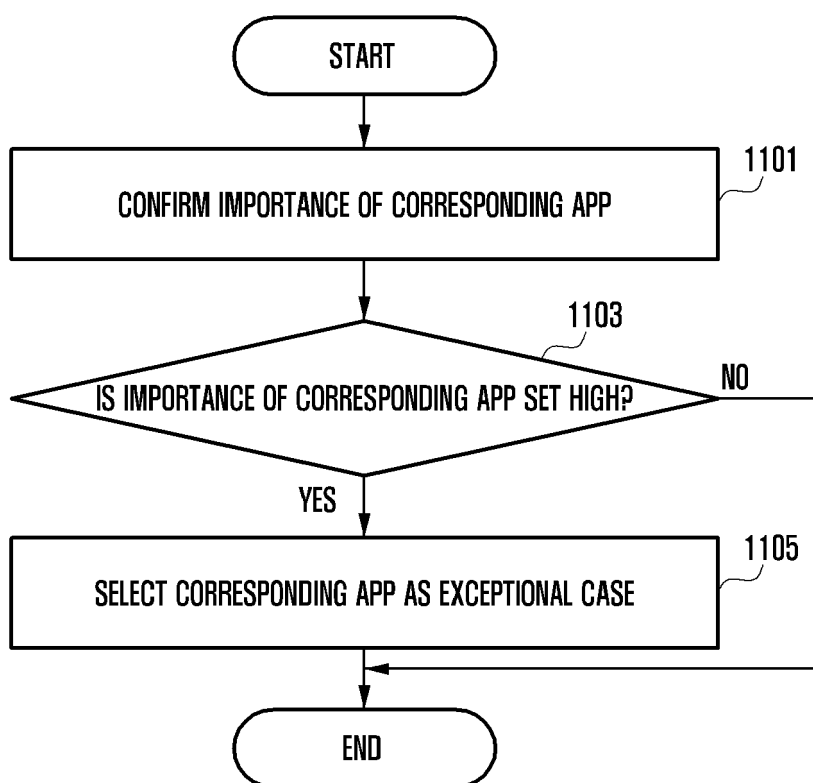 START
CONFIRM IMPORTANCE OF CORRESPONDING APP
1101
IS IMPORTANCE OF CORRESPONDING APP SET HIGH?
1103
NO
YES
SELECT CORRESPONDING APP AS EXCEPTIONAL CASE
1105
END